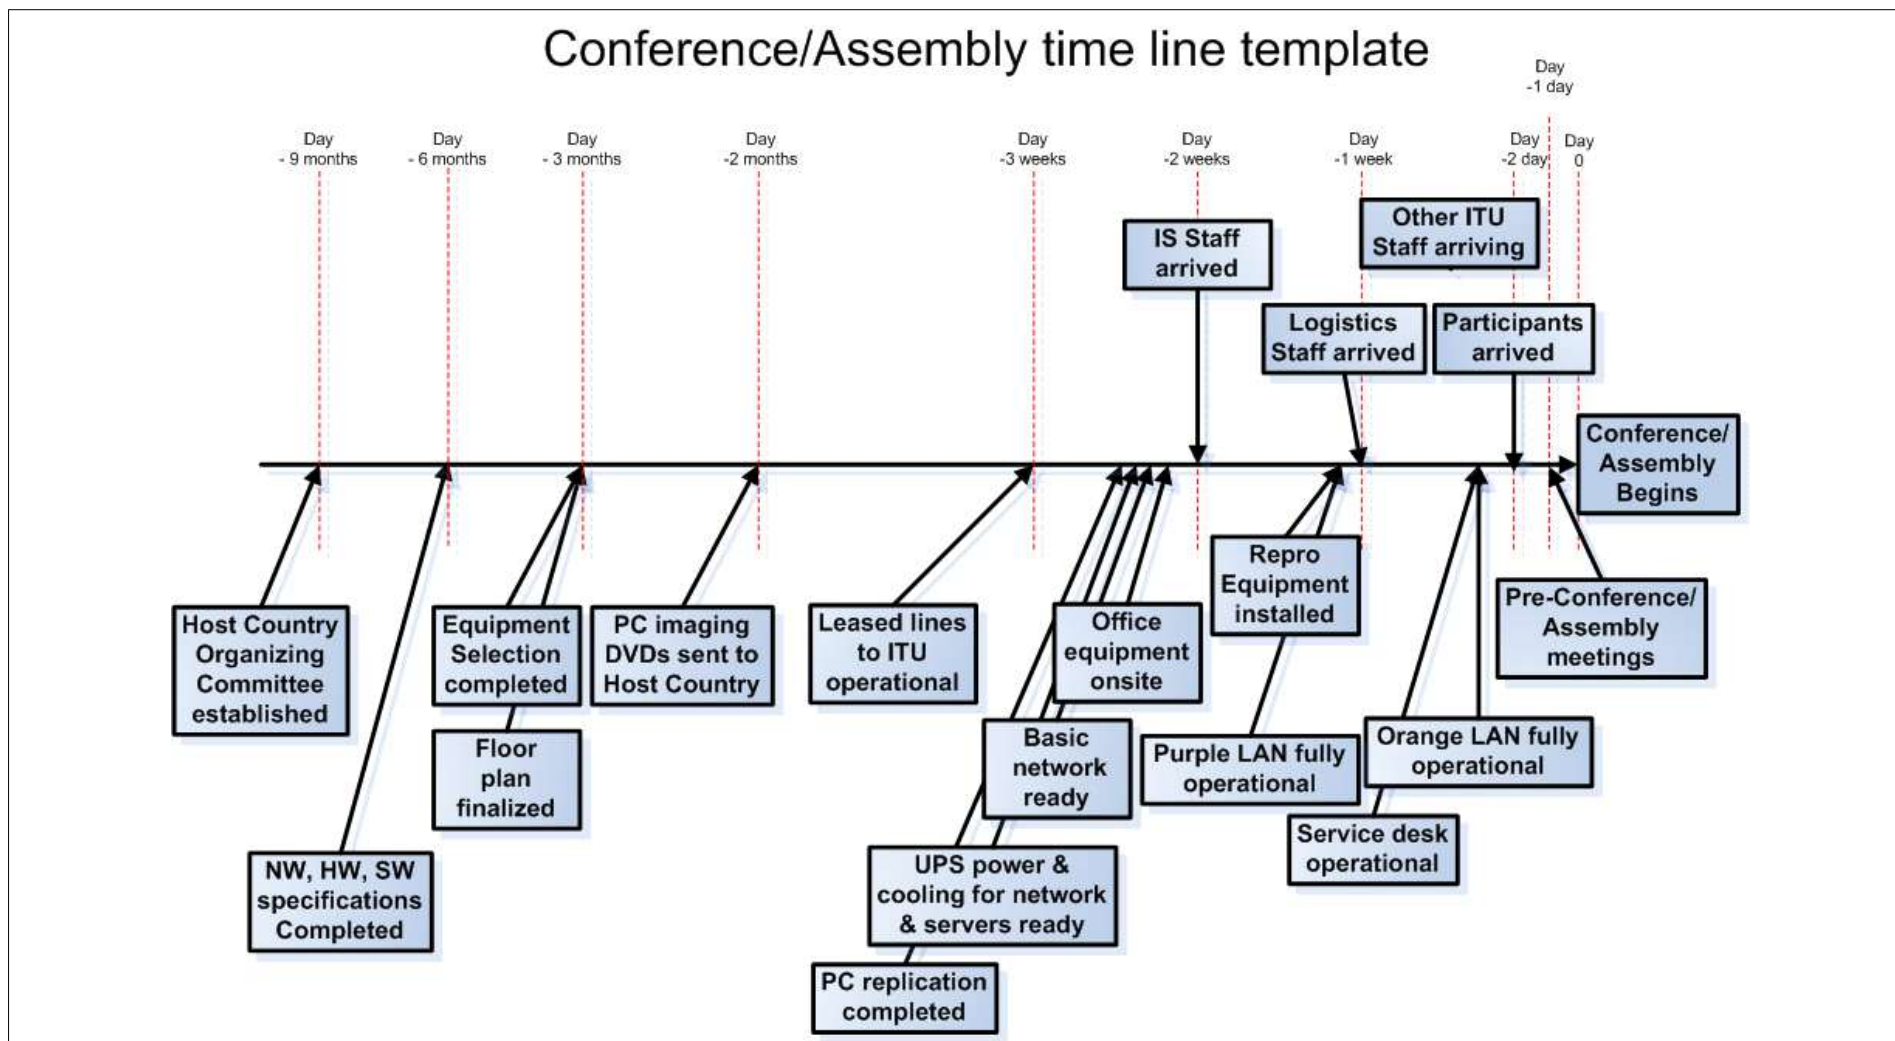 Conference/Assembly time line template
Day
-1 day
Day
- 9 months
Day
- 6 months
Day
- 3 months
Day
-2 months
Day
-3 weeks
Day
-2 weeks
Day
-1 week
Day
-2 day
Day
0
Other ITU
Staff arriving
IS Staff
arrived
Logistics
Staff arrived
Participants
arrived
Conference/
Assembly
Begins
Host Country
Organizing
Committee
established
Equipment
Selection
completed
PC imaging
DVDs sent to
Host Country
Leased lines
to ITU
operational
Office
equipment
onsite
Repro
Equipment
installed
Pre-Conference/
Assembly
meetings
Floor
plan
finalized
Basic
network
ready
Purple LAN fully
operational
Orange LAN fully
operational
Service desk
operational
NW, HW, SW
specifications
Completed
UPS power &
cooling for network
& servers ready
PC replication
completed